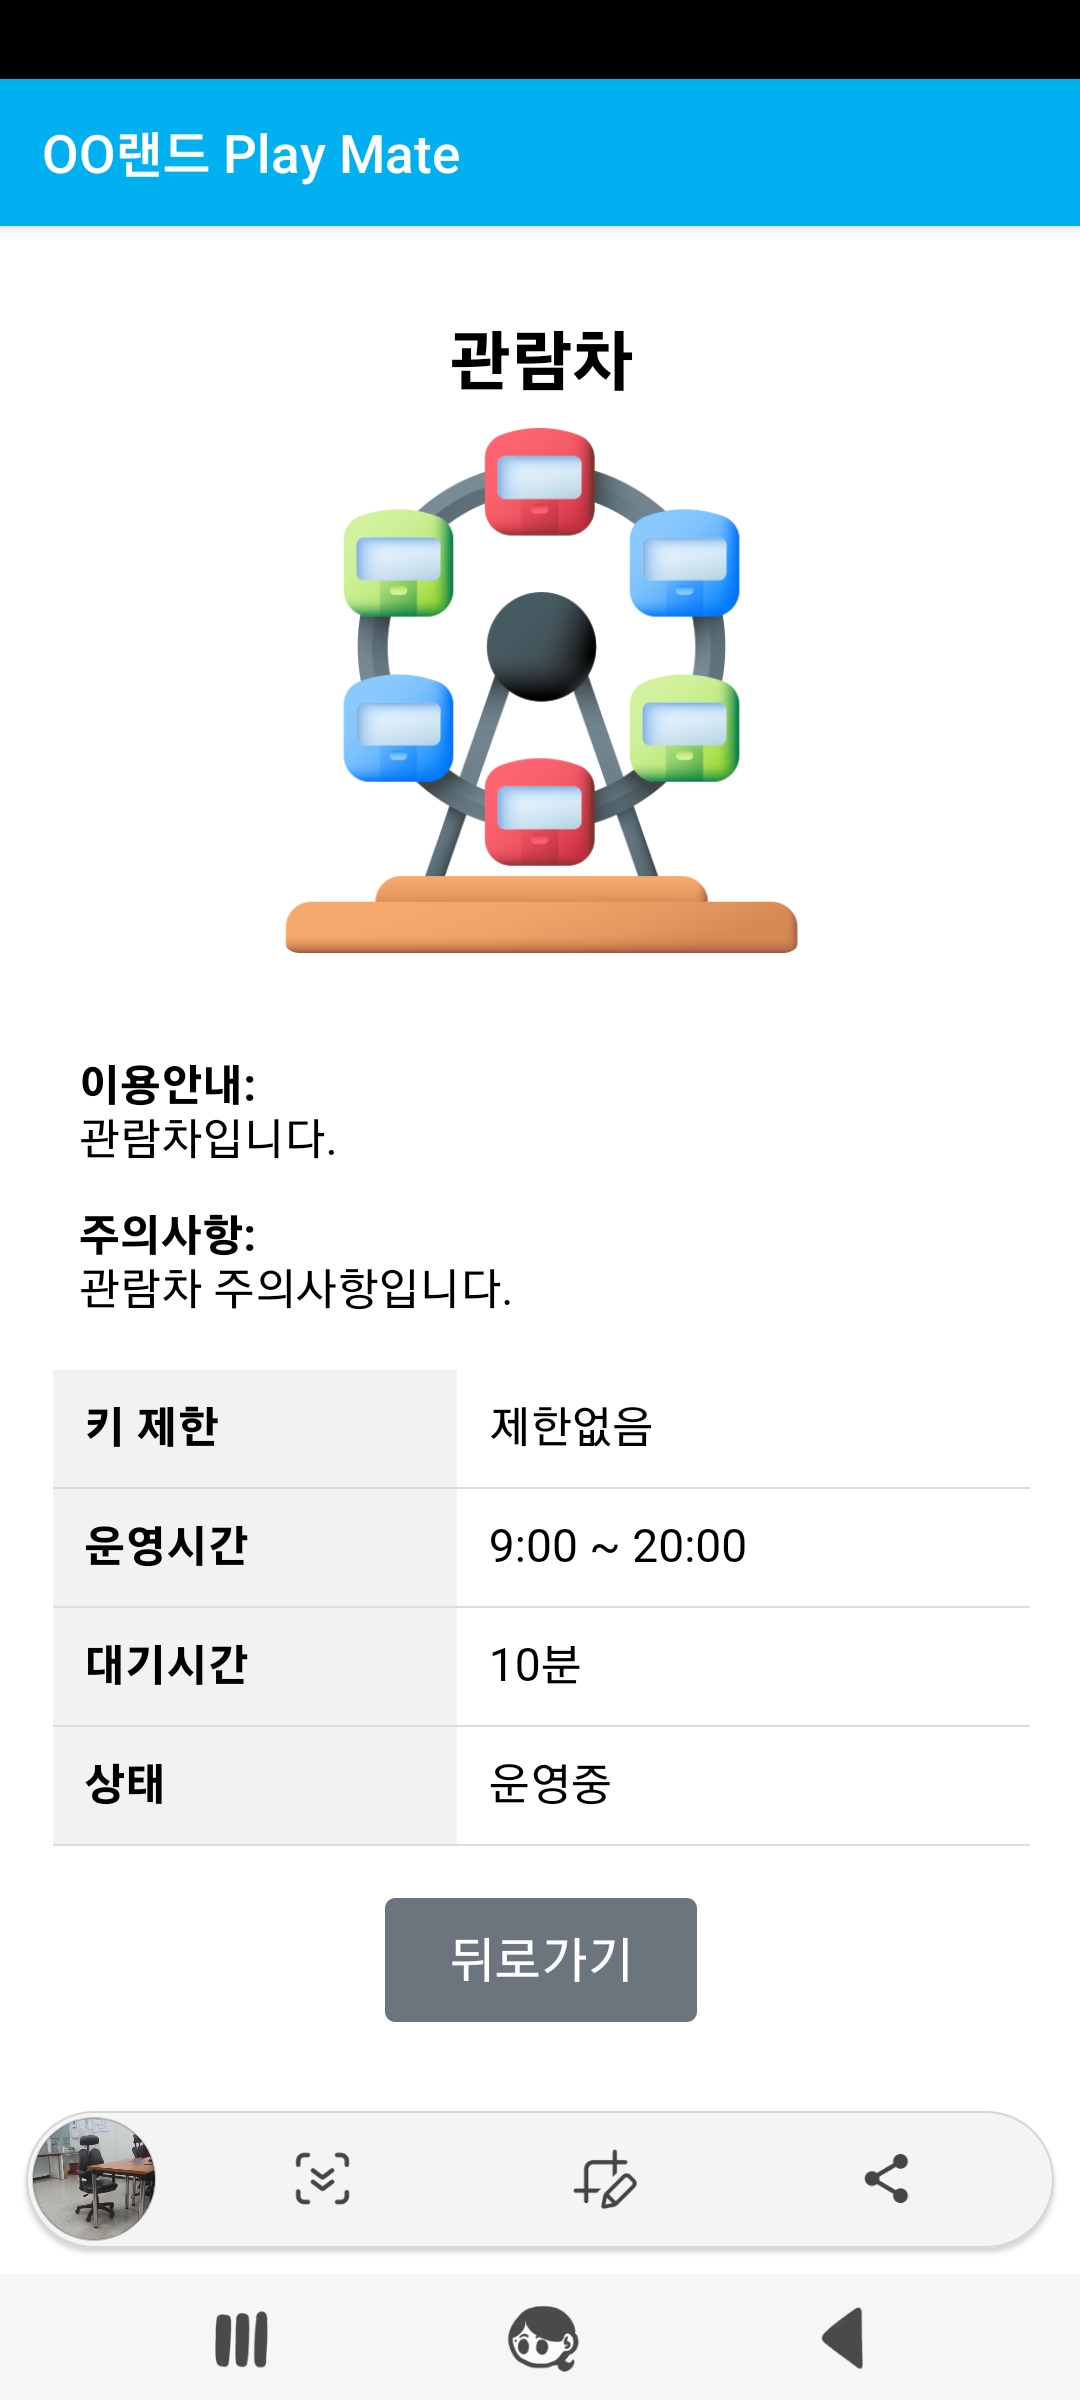 OO랜드 Play Mate
관람차
이용안내:
관람차입니다.
주의사항:
관람차 주의사항입니다.
키 제한 제한없음
운영시간 9:00 ~ 20:00
대기시간 10분
상태 운영중
뒤로가기